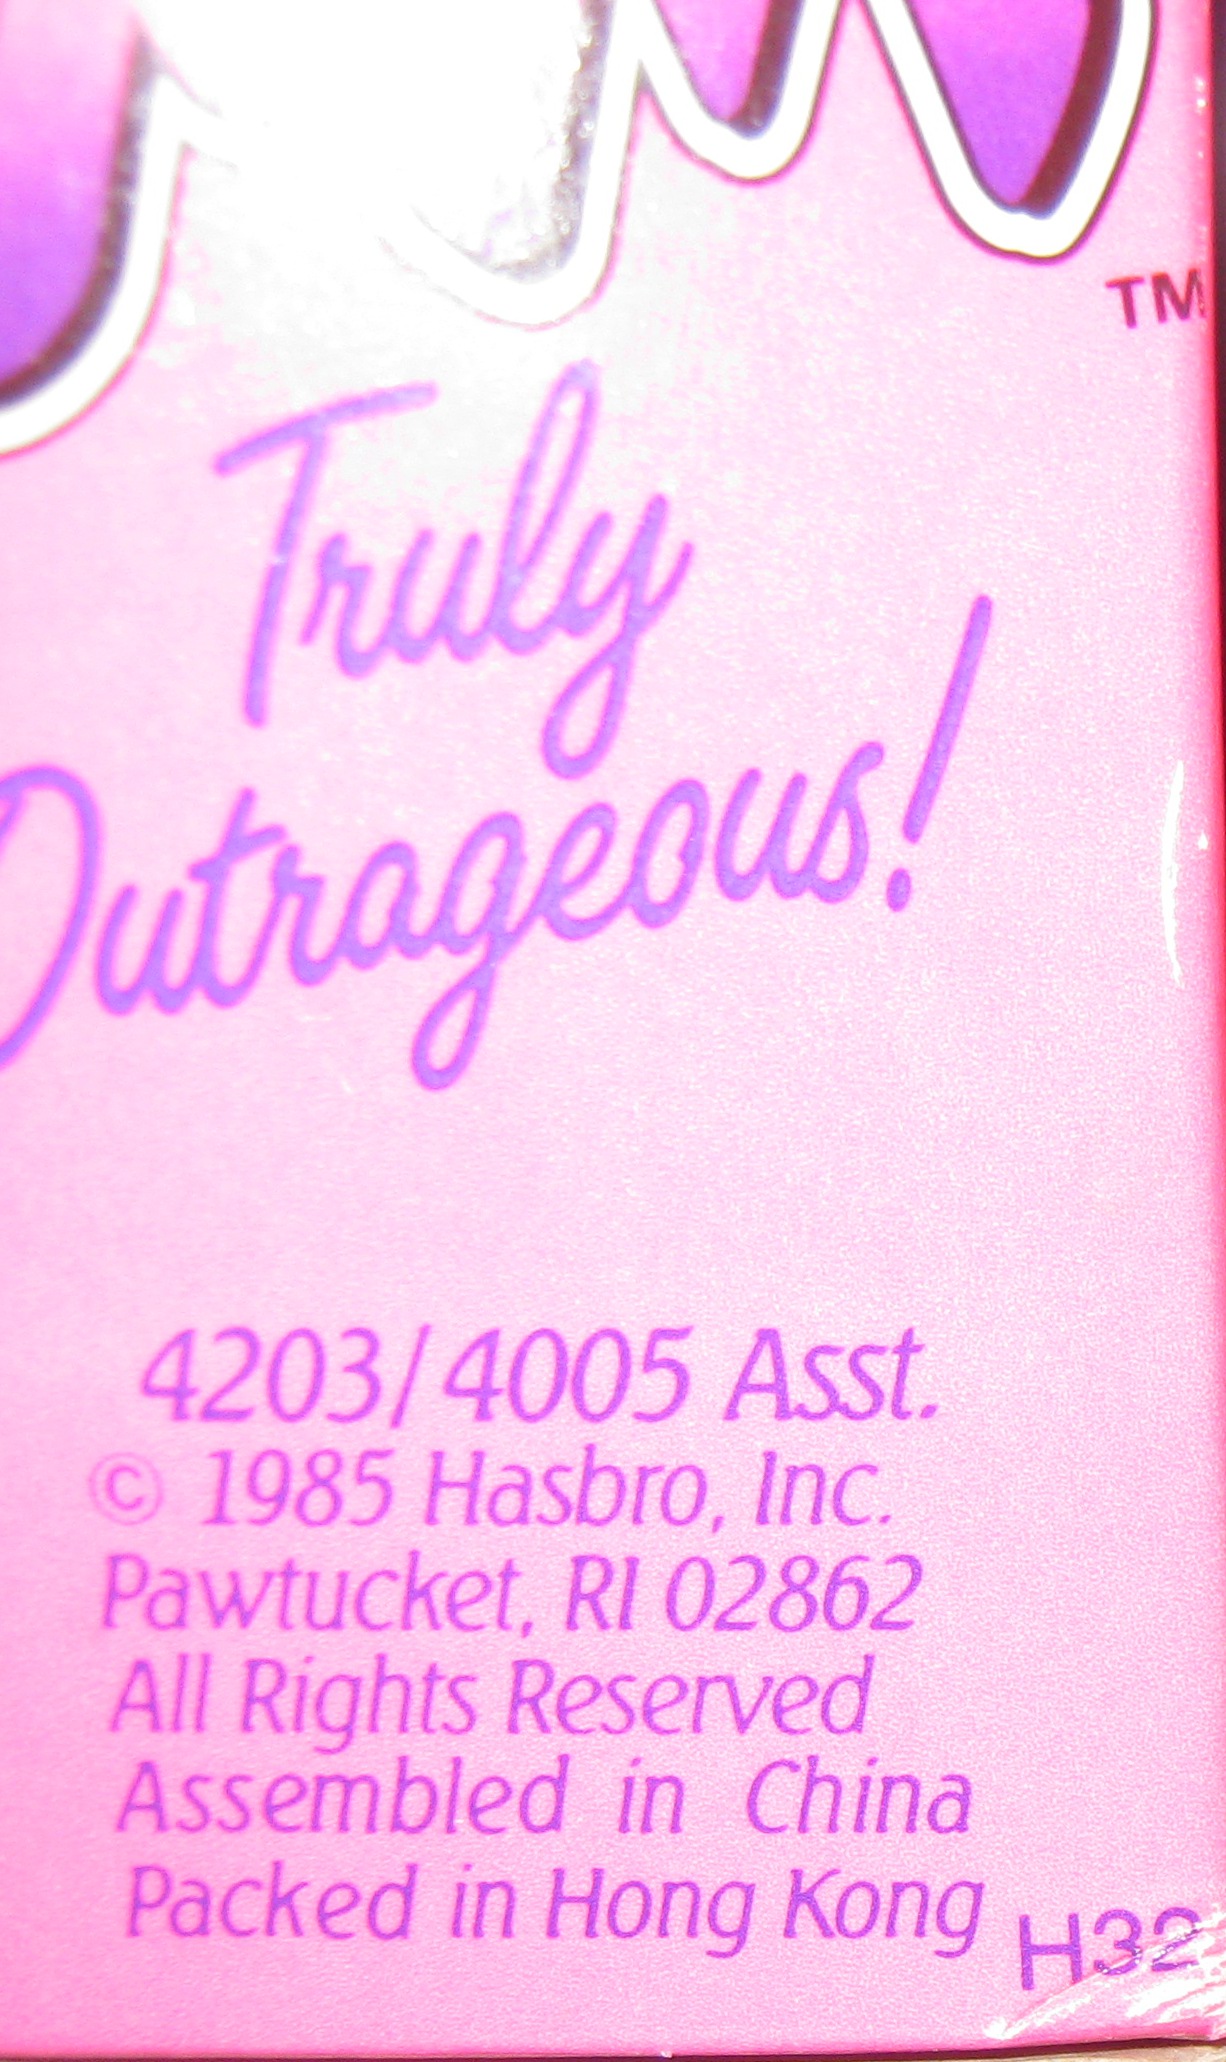 TM
Truly
Outrageous!
4203/4005 Asst.
© 1985 Hasbro, Inc.
Pawtucket, RI 02862
All Rights Reserved
Assembled in China
Packed in Hong Kong
H32